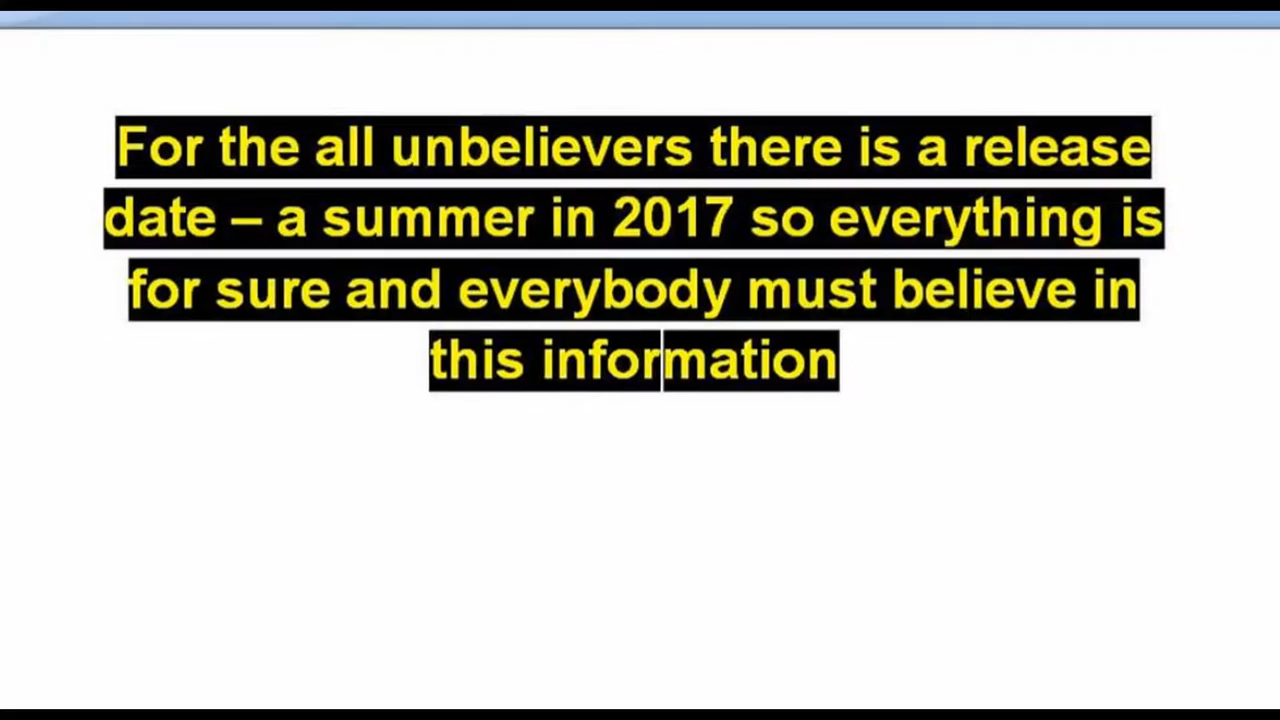 For the all unbelievers there is a release
date – a summer in 2017 so everything is
for sure and everybody must believe in
this information